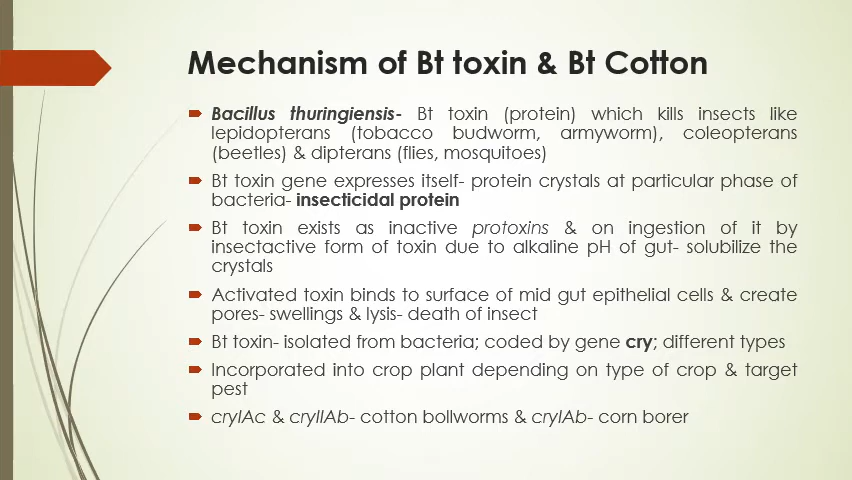 Mechanism of Bt toxin & Bt Cotton
Bacillus thuringiensis- Bt toxin (protein) which kills insects like
lepidopterans (tobacco budworm, armyworm), coleopterans
(beetles) & dipterans (flies, mosquitoes)
Bt toxin gene expresses itself- protein crystals at particular phase of
bacteria- insecticidal protein
Bt toxin exists as inactive protoxins & on ingestion of it by
insectactive form of toxin due to alkaline pH of gut- solubilize the
crystals
Activated toxin binds to surface of mid gut epithelial cells & create
pores- swellings & lysis- death of insect
Bt toxin- isolated from bacteria; coded by gene cry; different types
Incorporated into crop plant depending on type of crop & target
pest
cryIAc & cryIIAb- cotton bollworms & cryIAb- corn borer